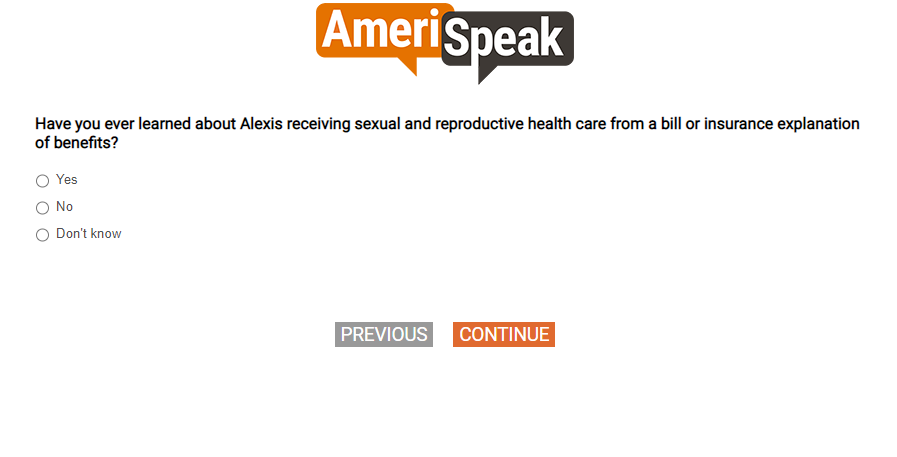 AmeriSpeak
Have you ever learned about Alexis receiving sexual and reproductive health care from a bill or insurance explanation
of benefits?
Yes
No
Don't know
PREVIOUS CONTINUE